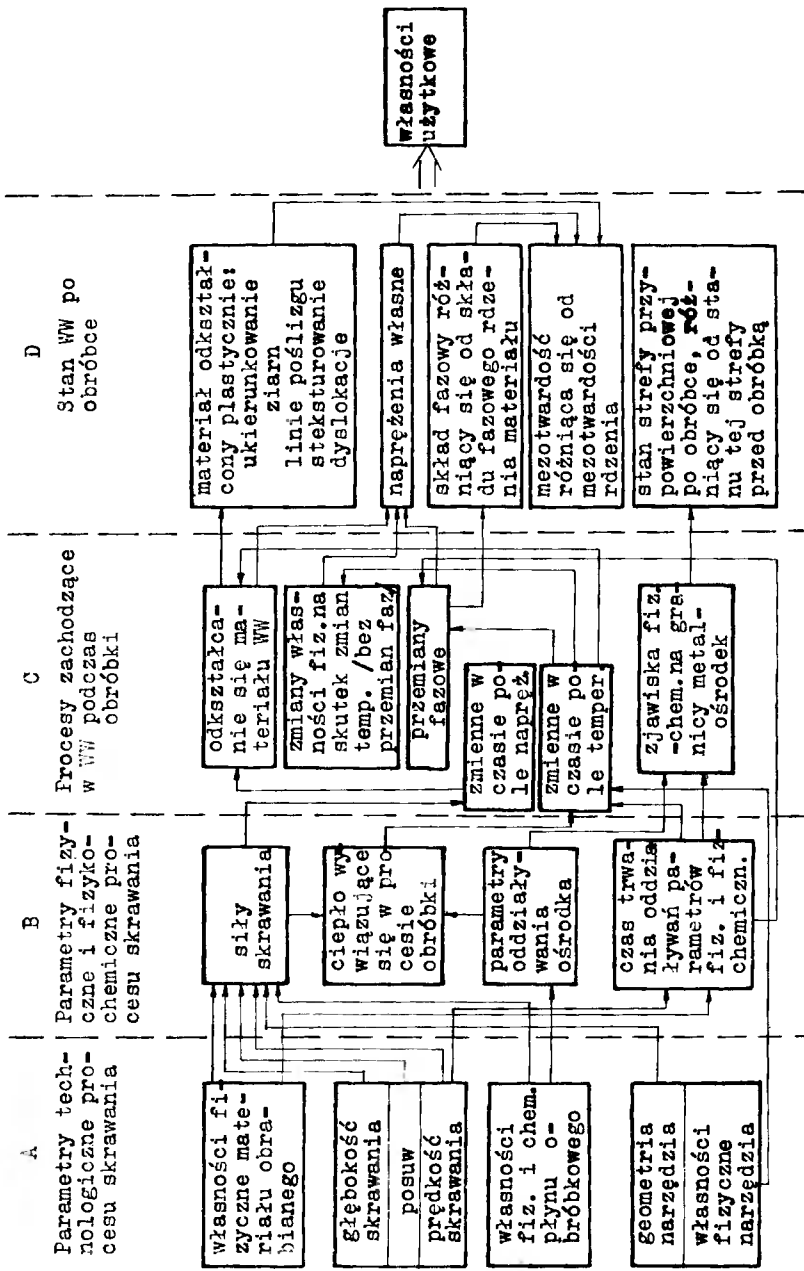 A
Parametry tech-
nologiczne pro-
cesu skrawania
własności fi-
zyczne mate-
riału obra-
bianego
głębokość
skrawania
posuw
prędkość
skrawania
własności
fiz. i chem.
płynu o-
bróbkowego
geometria
narzędzia
własności
fizyczne
narzędzia
B
Parametry fizy-
czne i fizyko-
chemiczne pro-
cesu skrawania
siły
skrawania
ciepło wy-
wiązujące
się w pro
cesie
obróbki
parametry
oddziały-
wania
ośrodka
czas trwa-
nia oddzia
ływań pa-
rametrów
fiz. i fiz-
chemiczn.
C
Procesy zachodzące
w WW podczas
obróbki
odkształca-
nie się ma-
teriału WW
zmiany włas-
ności fiz.na
skutek zmian
temp. /bez
przemian faz/
przemiany
fazowe
zmienne w
czasie po-
le napręż.
zmienne w
czasie po-
le temper.
zjawiska fiz.
-chem.na gra-
nicy metal-
ośrodek
D
Stan WW po
obróbce
materiał odkształ-
cony plastycznie:
ukierunkowanie
ziarn
linie poślizgu
steksturowanie
dyslokacje
naprężenia własne
skład fazowy róż-
niący się od skła-
du fazowego rdze-
nia materiału
mezotwardość
różniąca się od
mezotwardości
rdzenia
stan strefy przy-
powierzchniowej
po obróbce, róż-
niący się od sta-
nu tej strefy
przed obróbką
własności
użytkowe